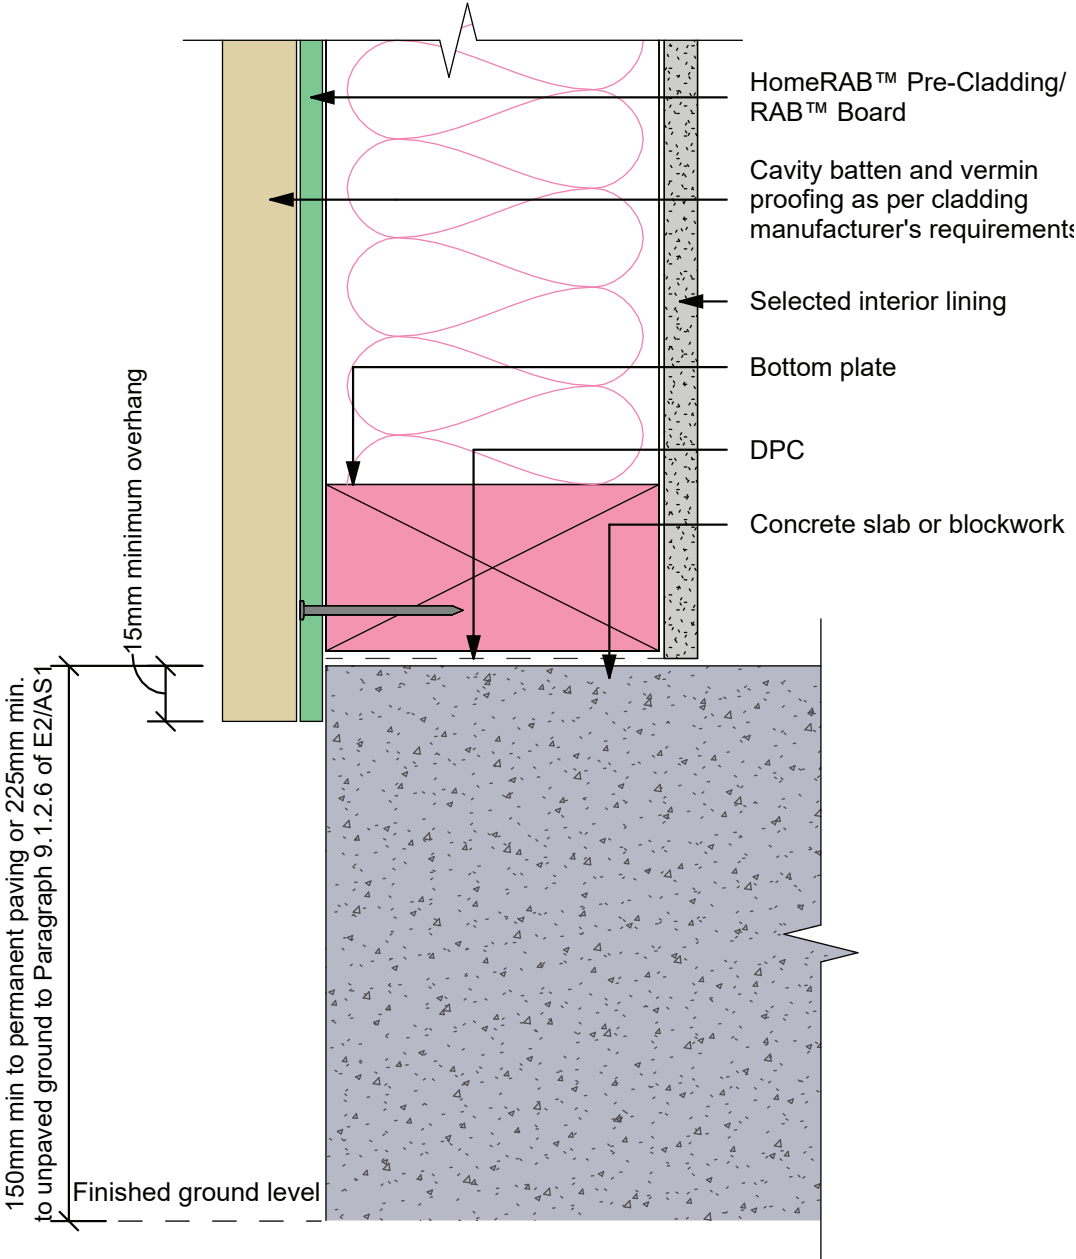 HomeRAB™ Pre-Cladding/
RAB™ Board
Cavity batten and vermin
proofing as per cladding
manufacturer's requirements
Selected interior lining
Bottom plate
DPC
Concrete slab or blockwork
15mm minimum overhang
150mm min to permanent paving or 225mm min.
to unpaved ground to Paragraph 9.1.2.6 of E2/AS1
Finished ground level